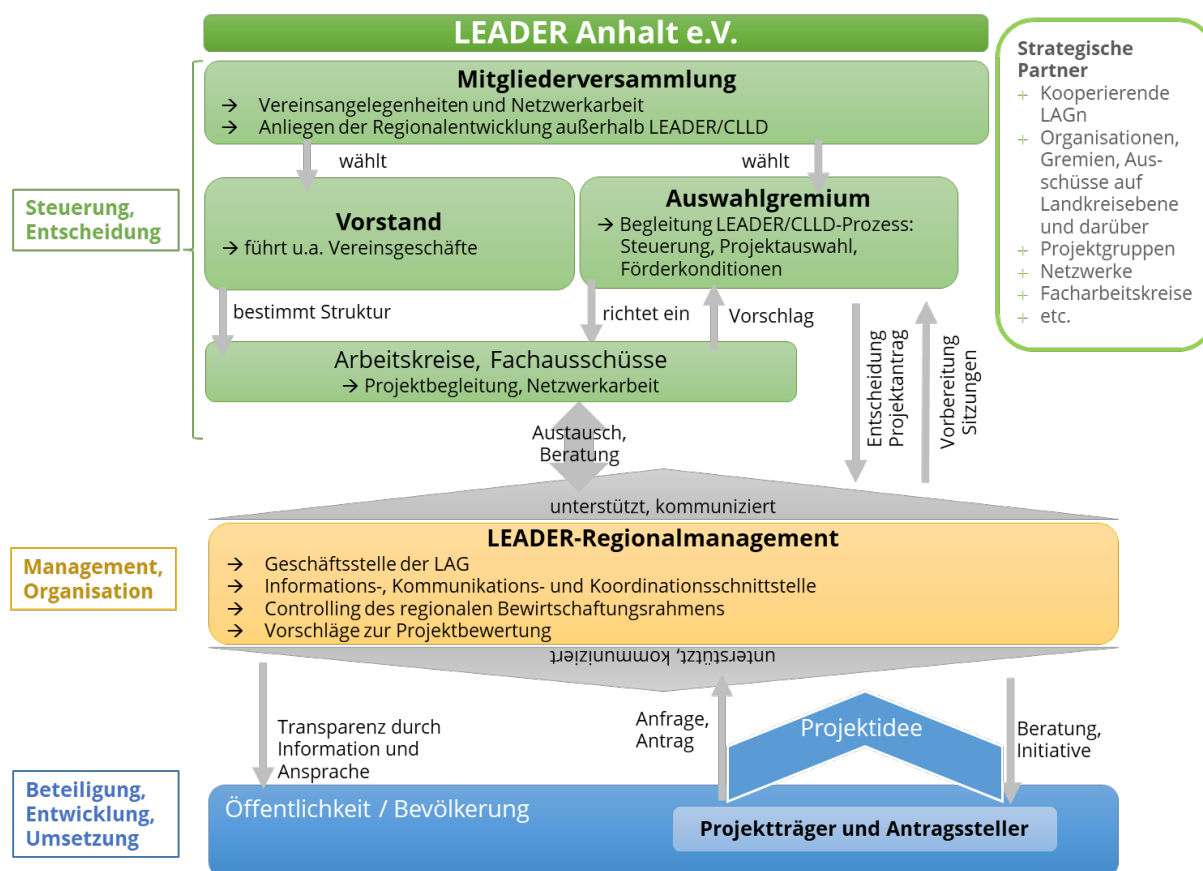 LEADER Anhalt e.V.
Mitgliederversammlung
→ Vereinsangelegenheiten und Netzwerkarbeit
→ Anliegen der Regionalentwicklung außerhalb LEADER/CLLD
wählt
wählt
Steuerung,
Entscheidung
Vorstand
→ führt u.a. Vereinsgeschäfte
Auswahlgremium
→ Begleitung LEADER/CLLD-Prozess:
Steuerung, Projektauswahl,
Förderkonditionen
bestimmt Struktur
richtet ein
Vorschlag
Arbeitskreise, Fachausschüsse
→ Projektbegleitung, Netzwerkarbeit
Entscheidung
Projektantrag
Vorbereitung
Sitzungen
Austausch,
Beratung
Strategische
Partner
+ Kooperierende
LAGn
+ Organisationen,
Gremien, Aus-
schüsse auf
Landkreisebene
und darüber
+ Projektgruppen
+ Netzwerke
+ Facharbeitskreise
+ etc.
unterstützt, kommuniziert
Management,
Organisation
LEADER-Regionalmanagement
→ Geschäftsstelle der LAG
→ Informations-, Kommunikations- und Koordinationsschnittstelle
→ Controlling des regionalen Bewirtschaftungsrahmens
→ Vorschläge zur Projektbewertung
unterstützt, kommuniziert
Transparenz durch
Information und
Ansprache
Anfrage,
Antrag
Projektidee
Beratung,
Initiative
Beteiligung,
Entwicklung,
Umsetzung
Öffentlichkeit / Bevölkerung
Projektträger und Antragssteller